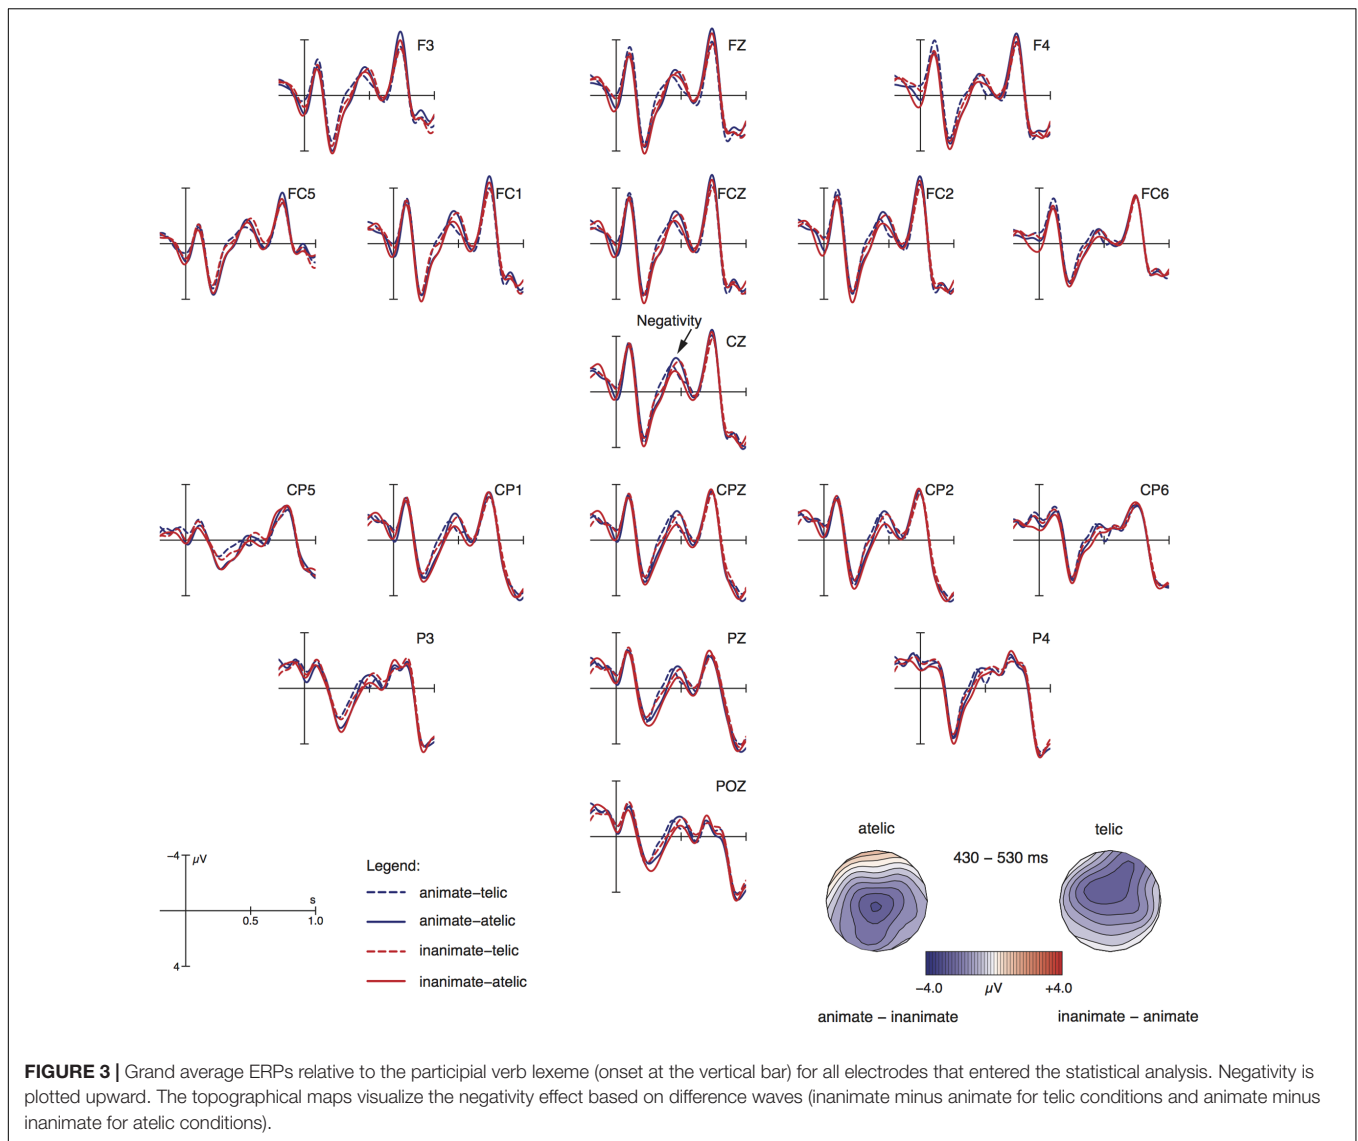 F3
FZ
F4
FC5
FC1
FCZ
FC2
FC6
Negativity
CZ
CP5
CP1
CPZ
CP2
CP6
P3
PZ
P4
POZ
atelic
telic
430 – 530 ms
−4
µV
s
0.5
1.0
4
Legend:
animate–telic
animate–atelic
inanimate–telic
inanimate–atelic
−4.0
µV
+4.0
animate – inanimate
inanimate – animate
FIGURE 3 | Grand average ERPs relative to the participial verb lexeme (onset at the vertical bar) for all electrodes that entered the statistical analysis. Negativity is
plotted upward. The topographical maps visualize the negativity effect based on difference waves (inanimate minus animate for telic conditions and animate minus
inanimate for atelic conditions).